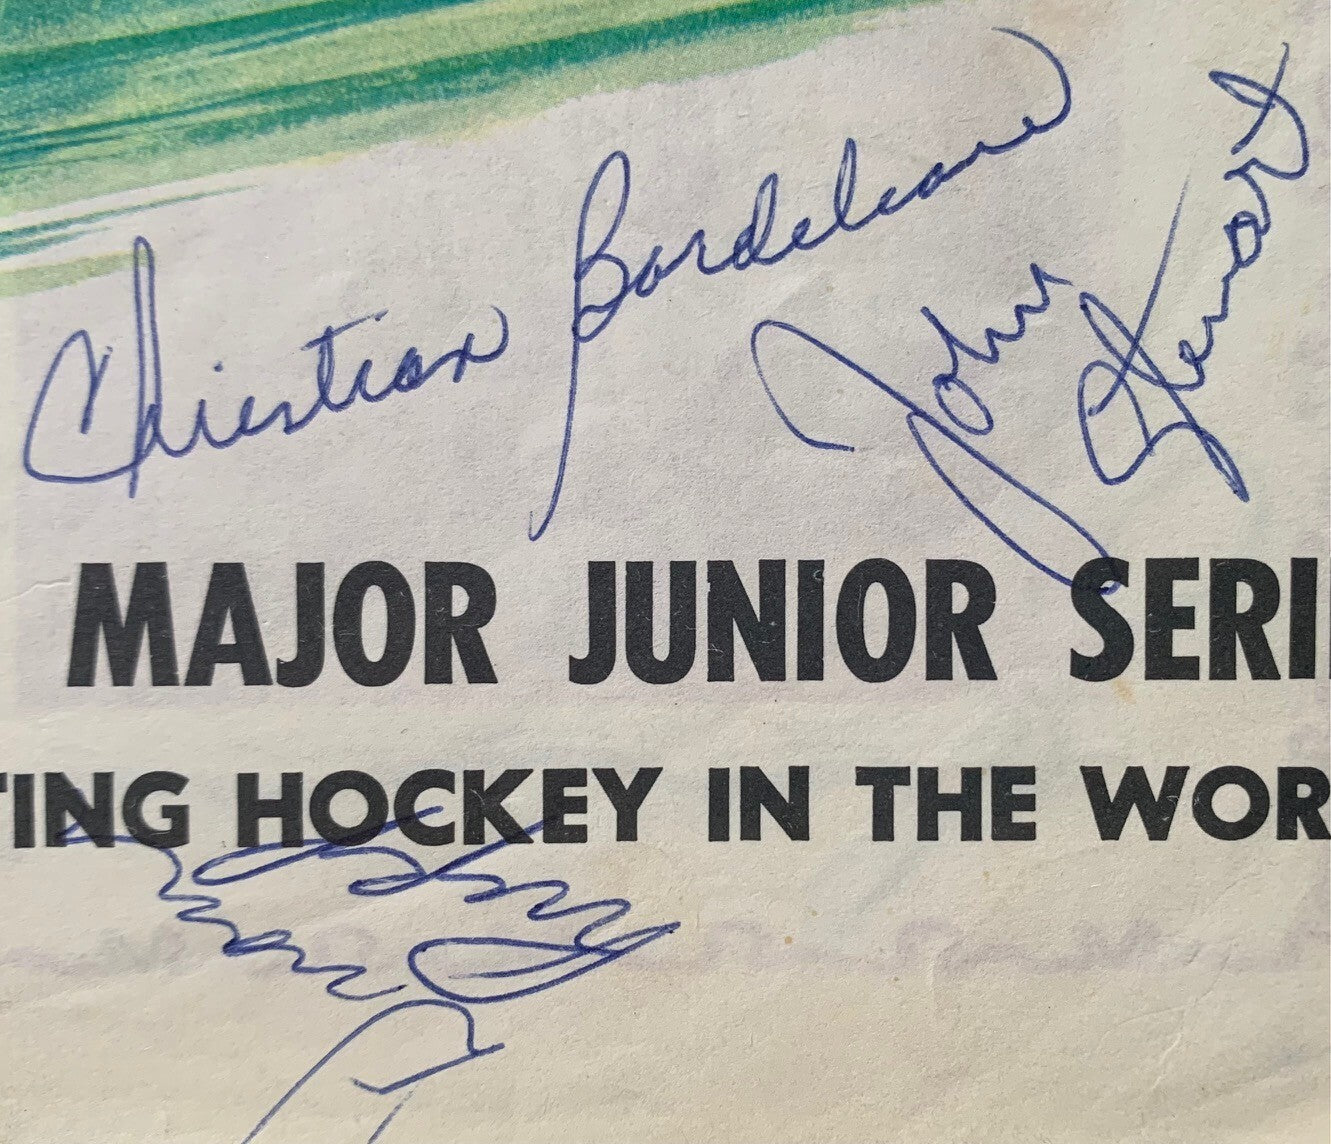 Christian Bordeleau
John Stewart
MAJOR JUNIOR SERI
TING HOCKEY IN THE WOR